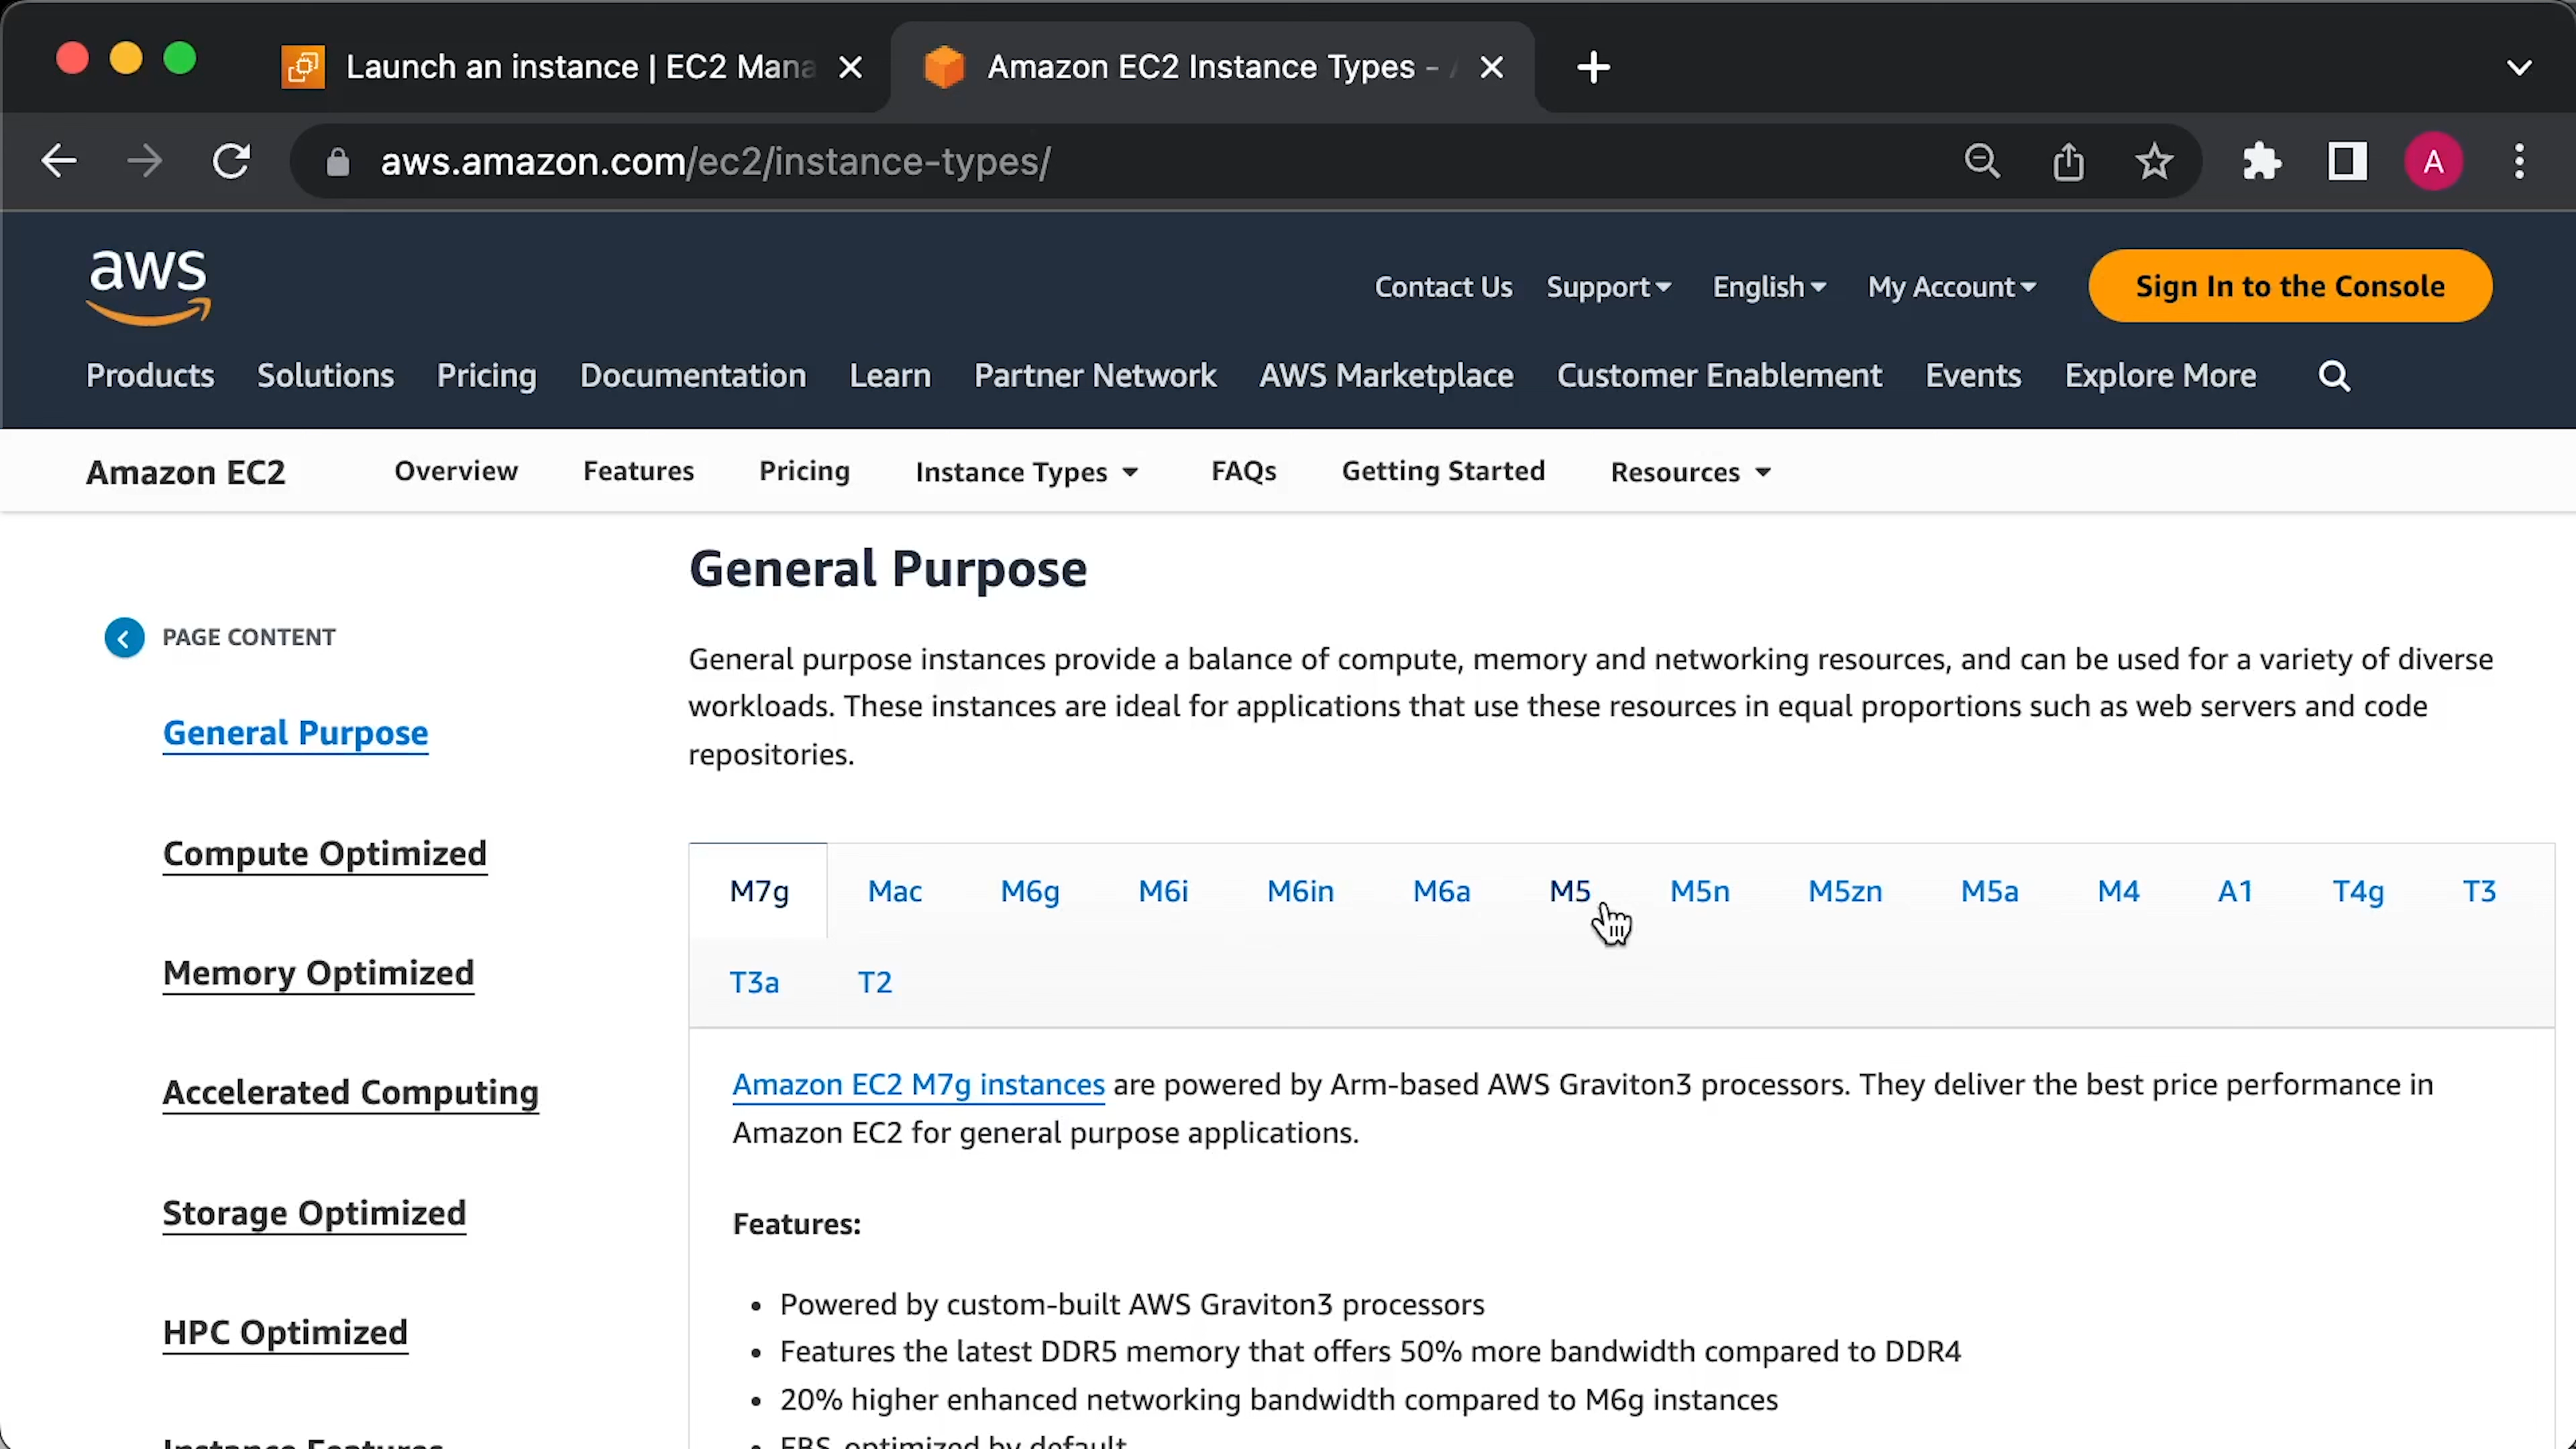 Launch an instance | EC2 Mana
Amazon EC2 Instance Types -
aws.amazon.com/ec2/instance-types/
A
aws
Contact Us Support English My Account Sign In to the Console
Products Solutions Pricing Documentation Learn Partner Network AWS Marketplace Customer Enablement Events Explore More
Amazon EC2 Overview Features Pricing Instance Types FAQs Getting Started Resources
PAGE CONTENT
General Purpose
Compute Optimized
Memory Optimized
Accelerated Computing
Storage Optimized
HPC Optimized
Instance Features
General Purpose
General purpose instances provide a balance of compute, memory and networking resources, and can be used for a variety of diverse
workloads. These instances are ideal for applications that use these resources in equal proportions such as web servers and code
repositories.
M7g Mac M6g M6i M6in M6a M5 M5n M5zn M5a M4 A1 T4g T3
T3a T2
Amazon EC2 M7g instances are powered by Arm-based AWS Graviton3 processors. They deliver the best price performance in
Amazon EC2 for general purpose applications.
Features:
• Powered by custom-built AWS Graviton3 processors
• Features the latest DDR5 memory that offers 50% more bandwidth compared to DDR4
• 20% higher enhanced networking bandwidth compared to M6g instances
• EBS-optimized by default